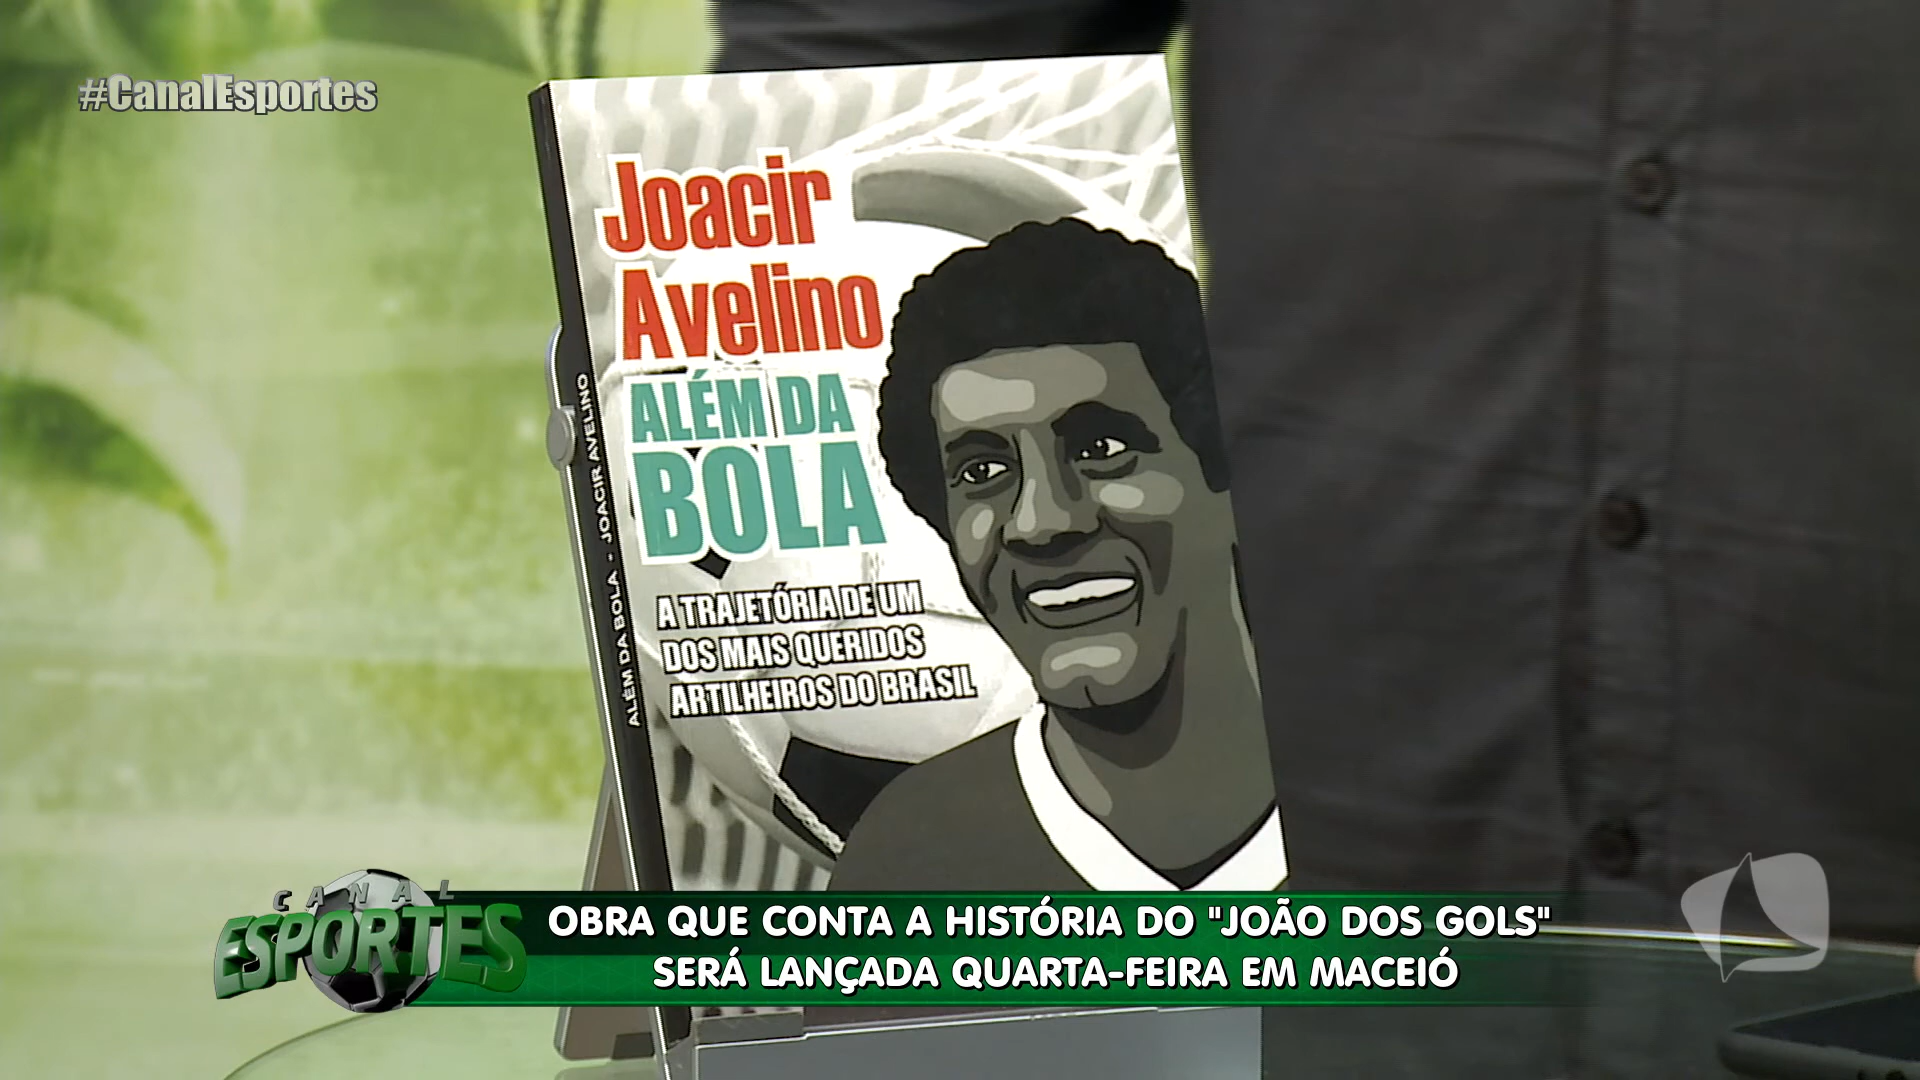 #CanalEsportes
Joacir
Avelino
ALÉM DA
BOLA
A TRAJETÓRIA DE UM
DOS MAIS QUERIDOS
ARTILHEIROS DO BRASIL
ALÉM DA BOLA - JOACIR AVELINO
CANAL
ESPORTES
OBRA QUE CONTA A HISTÓRIA DO "JOÃO DOS GOLS"
SERÁ LANÇADA QUARTA-FEIRA EM MACEIÓ